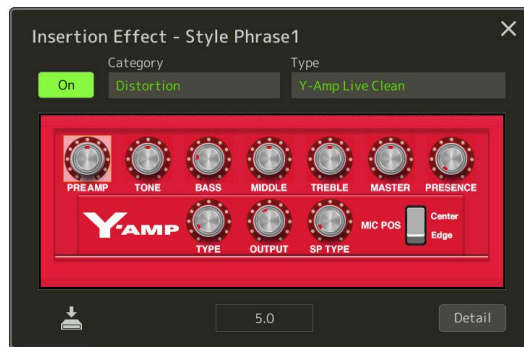 Insertion Effect - Style Phrase1
Category
Type
On
Distortion
Y-Amp Live Clean
PREAMP TONE BASS MIDDLE TREBLE MASTER PRESENCE
Y-AMP
TYPE OUTPUT SP TYPE
MIC POS
Center
Edge
5.0
Detail